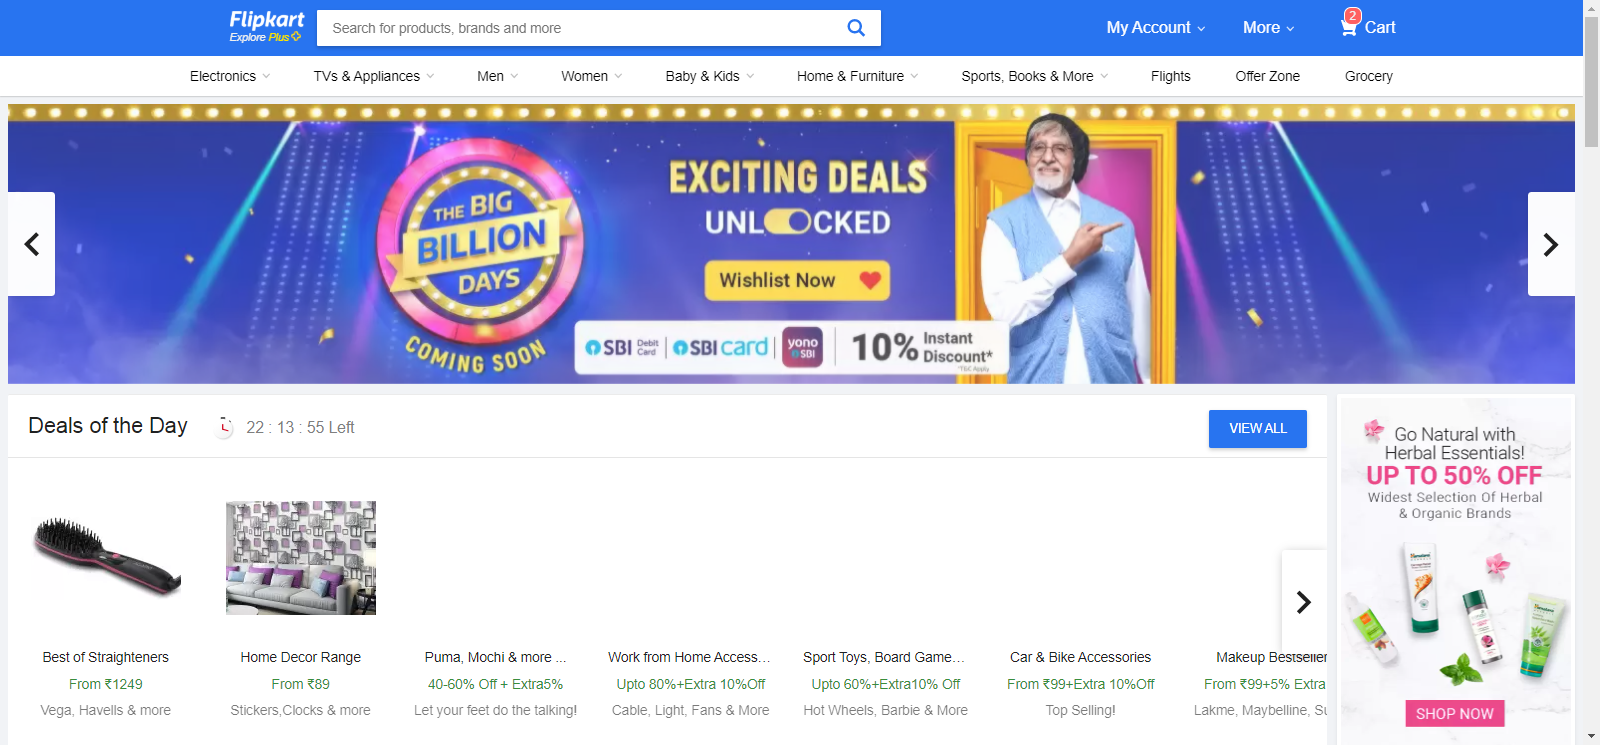 Flipkart
Explore Plus
Search for products, brands and more
My Account
More
2
Cart
Electronics
TVs & Appliances
Men
Women
Baby & Kids
Home & Furniture
Sports, Books & More
Flights
Offer Zone
Grocery
THE BIG
BILLION
DAYS
COMING SOON
EXCITING DEALS
UNLOCKED
Wishlist Now
SBI Debit Card
SBI card
yono
SBI
10% Instant Discount*
*T&C Apply
Deals of the Day
22 : 13 : 55 Left
VIEW ALL
Best of Straighteners
From ₹1249
Vega, Havells & more
Home Decor Range
From ₹89
Stickers,Clocks & more
Puma, Mochi & more ...
40-60% Off + Extra5%
Let your feet do the talking!
Work from Home Access...
Upto 80%+Extra 10%Off
Cable, Light, Fans & More
Sport Toys, Board Game...
Upto 60%+Extra10% Off
Hot Wheels, Barbie & More
Car & Bike Accessories
From ₹99+Extra 10%Off
Top Selling!
Makeup Bestseller
From ₹99+5% Extra
Lakme, Maybelline, Su
Go Natural with
Herbal Essentials!
UP TO 50% OFF
Widest Selection Of Herbal
& Organic Brands
Himalaya
Himalaya
SHOP NOW